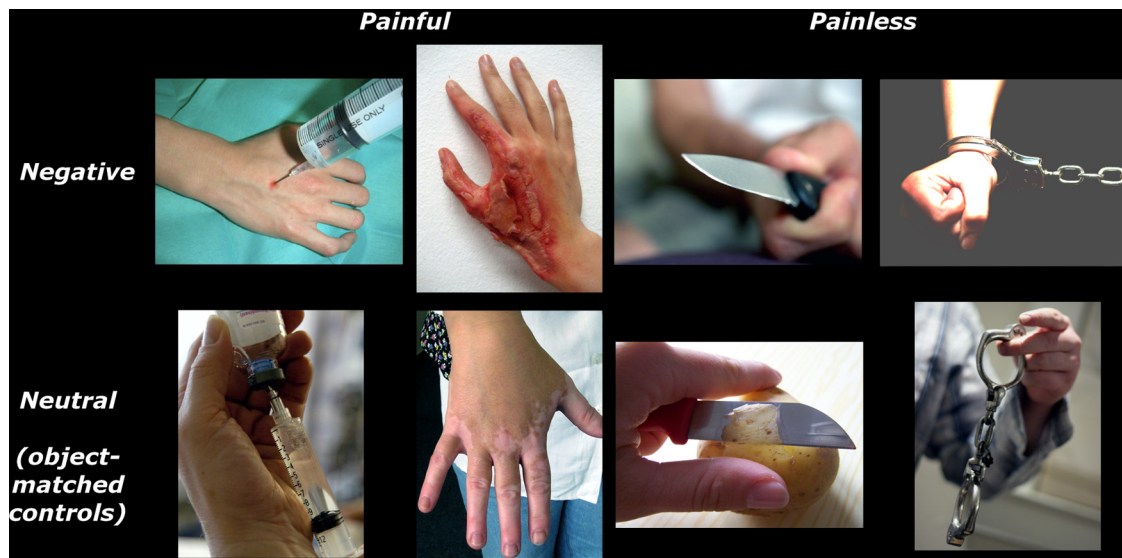 Painful
Painless
Negative
SINGLE USE ONLY
Neutral
(object-
matched
controls)